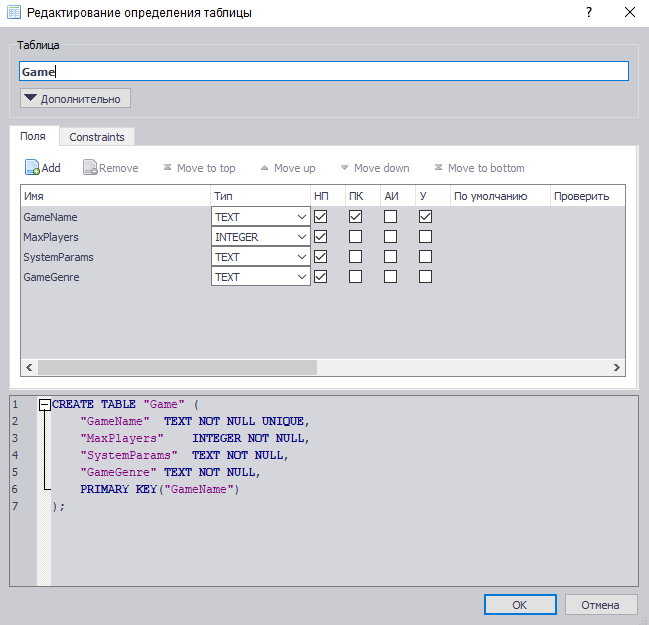 Редактирование определения таблицы ?
Таблица
Game
Дополнительно
Поля Constraints
Add Remove Move to top Move up Move down Move to bottom
Имя Тип НП ПК АИ У По умолчанию Проверить
GameName TEXT
MaxPlayers INTEGER
SystemParams TEXT
GameGenre TEXT
1 CREATE TABLE "Game" (
2 "GameName" TEXT NOT NULL UNIQUE,
3 "MaxPlayers" INTEGER NOT NULL,
4 "SystemParams" TEXT NOT NULL,
5 "GameGenre" TEXT NOT NULL,
6 PRIMARY KEY("GameName")
7 );
OK Отмена